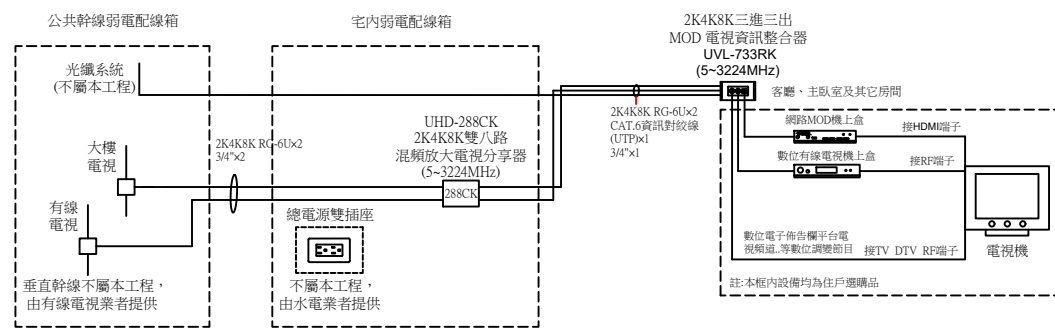 公共幹線弱電配線箱
光纖系統
(不屬本工程)
大樓
電視
有線
電視
垂直幹線不屬本工程，
由有線電視業者提供
2K4K8K RG-6U×2
3/4"×2
宅內弱電配線箱
UHD-288CK
2K4K8K雙八路
混頻放大電視分享器
(5~3224MHz)
288CK
總電源雙插座
不屬本工程，
由水電業者提供
2K4K8K RG-6U×2
CAT.6資訊對絞線
(UTP)×1
3/4"×1
2K4K8K三進三出
MOD 電視資訊整合器
UVL-733RK
(5~3224MHz)
客廳、主臥室及其它房間
網路MOD機上盒
接HDMI端子
數位有線電視機上盒
接RF端子
數位電子佈告欄平台電
視頻道..等數位調變節目
接TV DTV RF端子
電視機
註:本框內設備均為住戶選購品